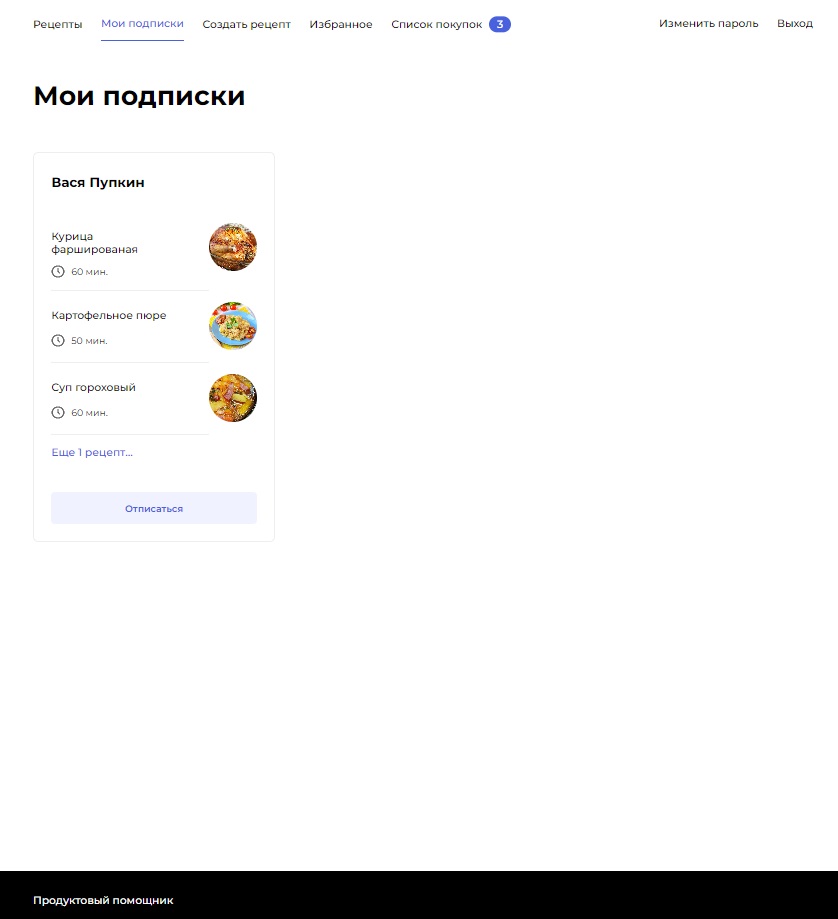 Рецепты Мои подписки Создать рецепт Избранное Список покупок 3 Изменить пароль Выход
Мои подписки
Вася Пупкин
Курица
фаршированая
60 мин.
Картофельное пюре
50 мин.
Суп гороховый
60 мин.
Еще 1 рецепт...
Отписаться
Продуктовый помощник